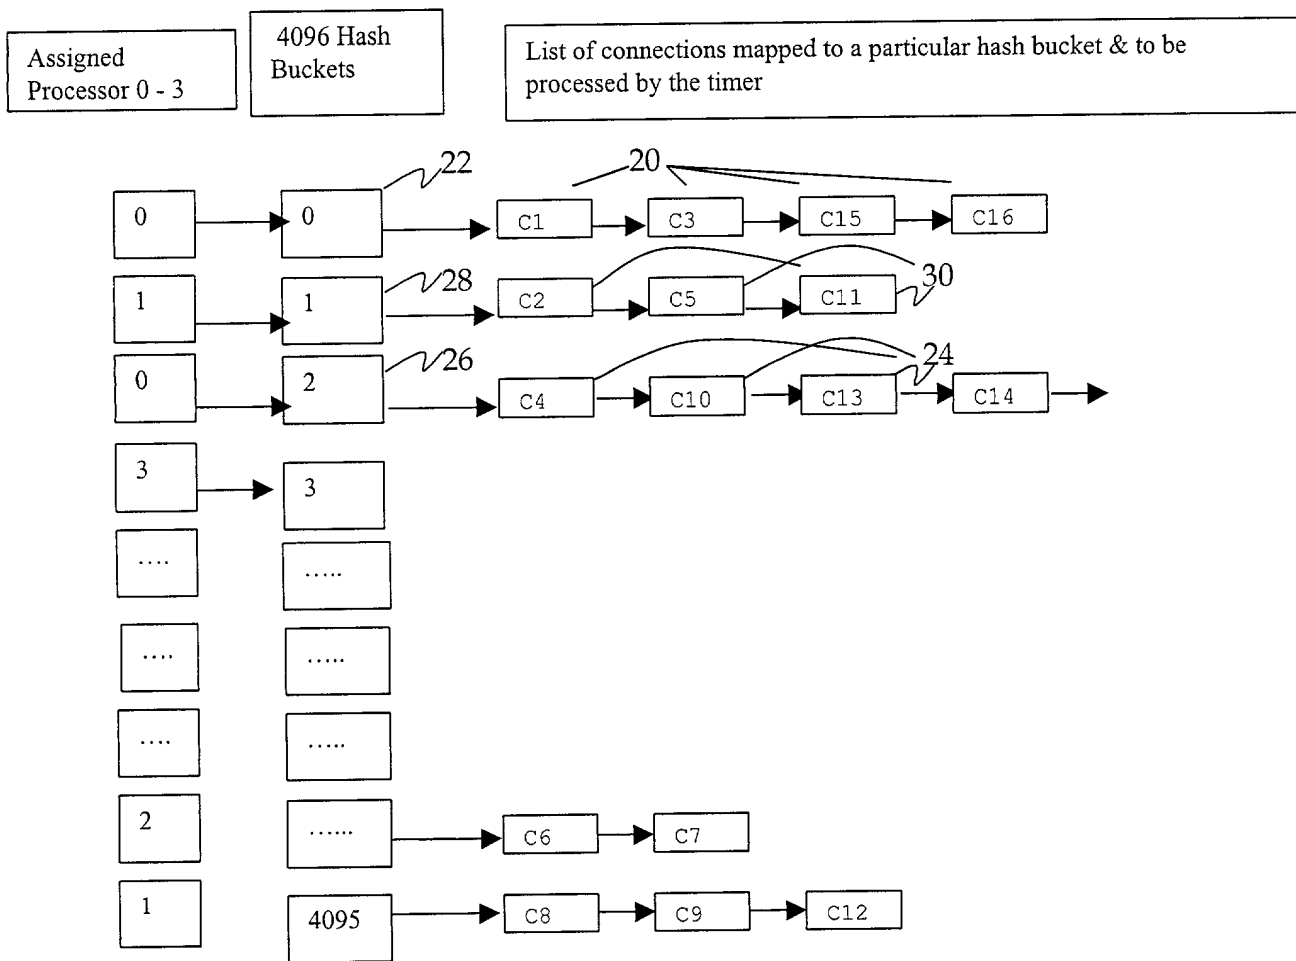 Assigned
Processor 0 - 3
4096 Hash
Buckets
List of connections mapped to a particular hash bucket & to be
processed by the timer
22
20
0
0
C1
C3
C15
C16
28
30
1
1
C2
C5
C11
26
24
0
2
C4
C10
C13
C14
3
3
....
.....
....
.....
....
.....
2
......
C6
C7
1
4095
C8
C9
C12